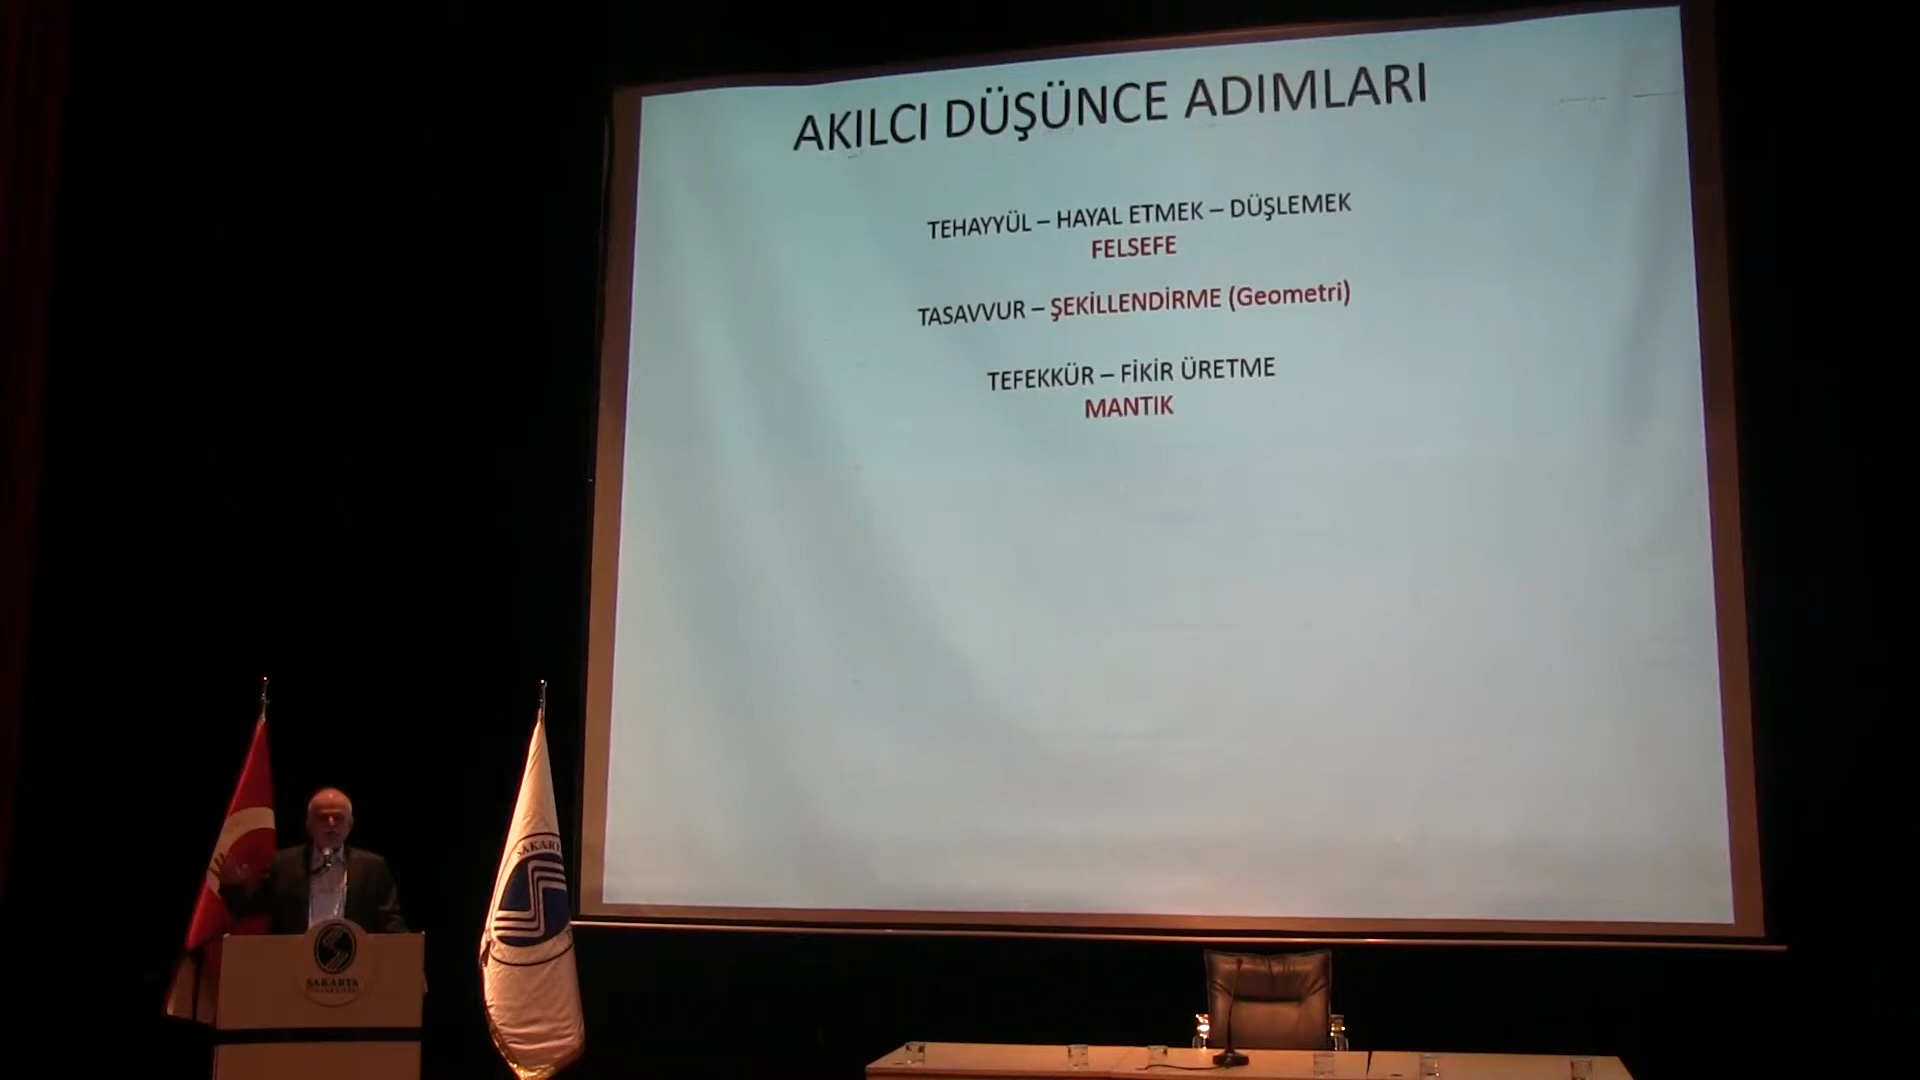 AKILCI DÜŞÜNCE ADIMLARI
TEHAYYÜL – HAYAL ETMEK – DÜŞLEMEK
FELSEFE
TASAVVUR – ŞEKİLLENDİRME (Geometri)
TEFEKKÜR – FİKİR ÜRETME
MANTIK
SAKARYA